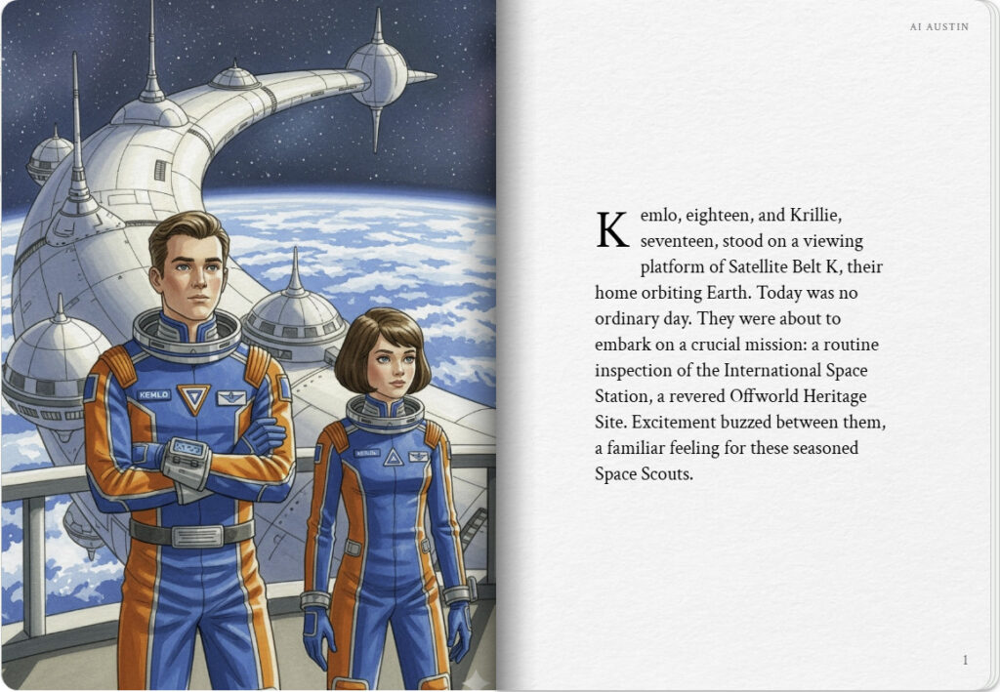 KEMLO
AI AUSTIN
Kemlo, eighteen, and Krillie,
seventeen, stood on a viewing
platform of Satellite Belt K, their
home orbiting Earth. Today was no
ordinary day. They were about to
embark on a crucial mission: a routine
inspection of the International Space
Station, a revered Offworld Heritage
Site. Excitement buzzed between them,
a familiar feeling for these seasoned
Space Scouts.
1